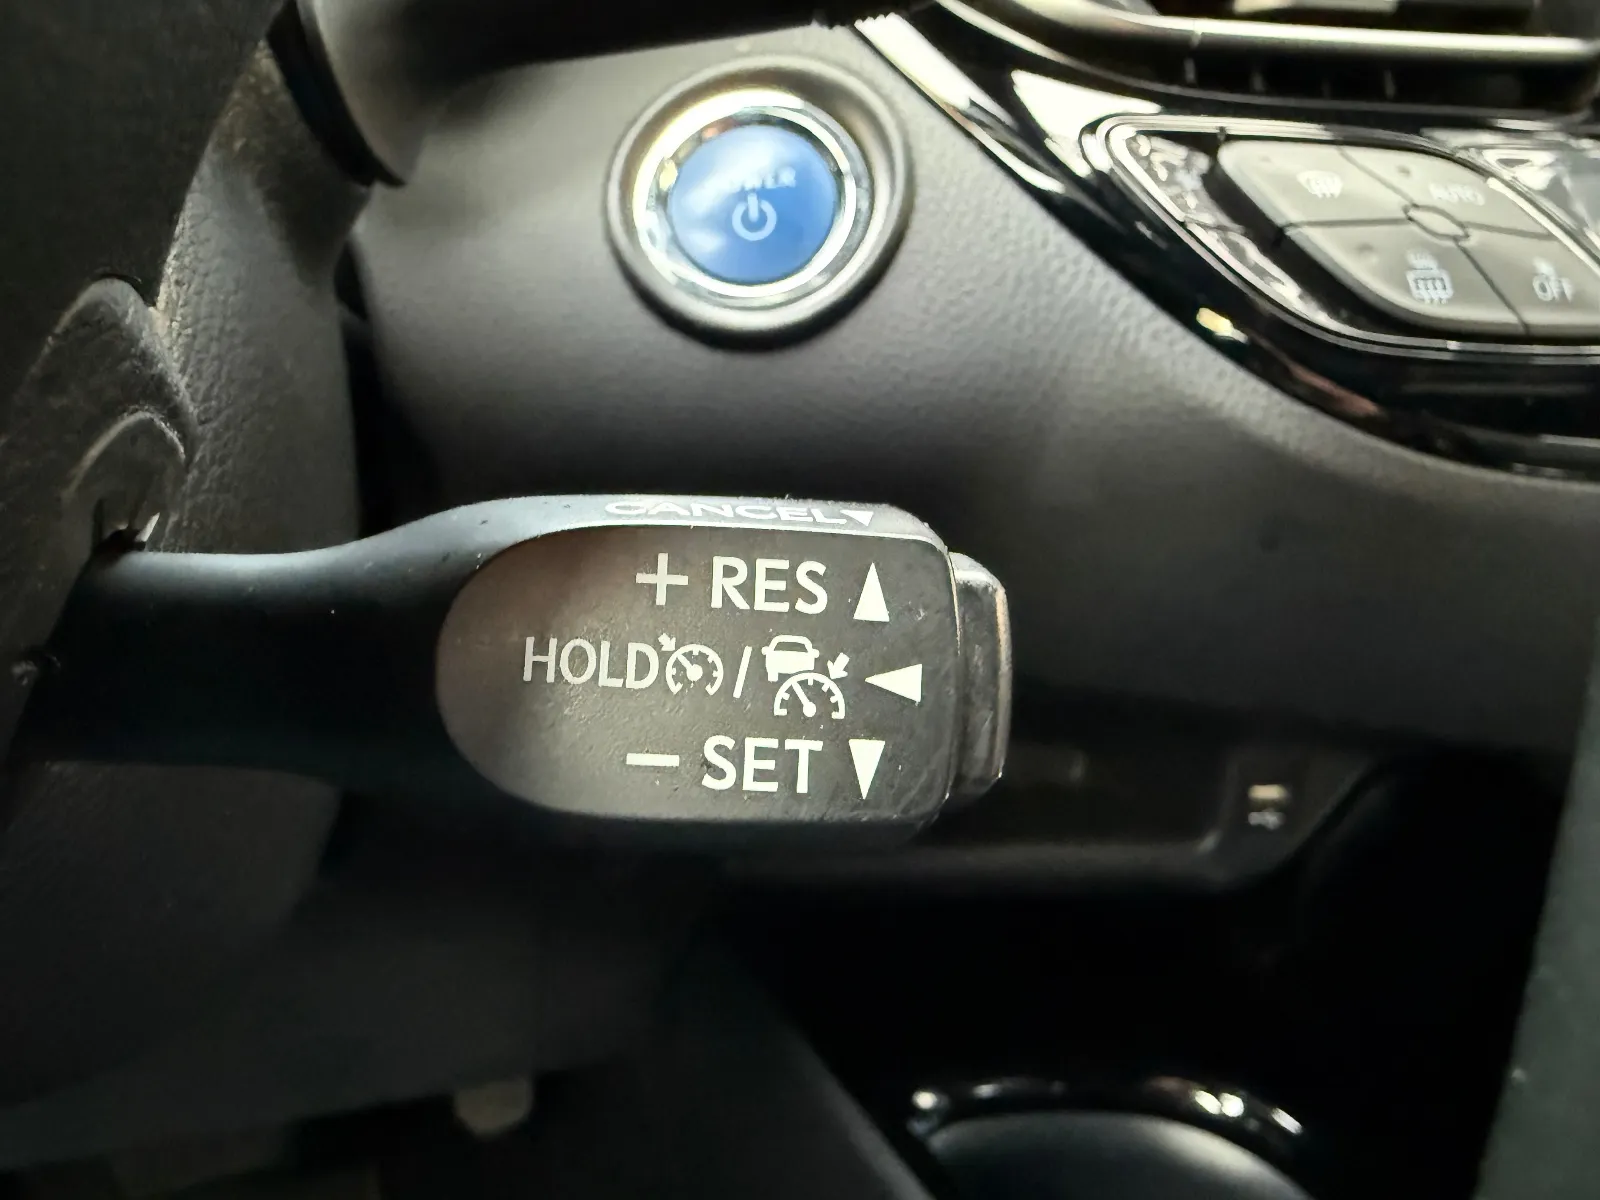 POWER
AUTO
OFF
CANCEL▼
+ RES ▲
HOLD / ◀
− SET ▼